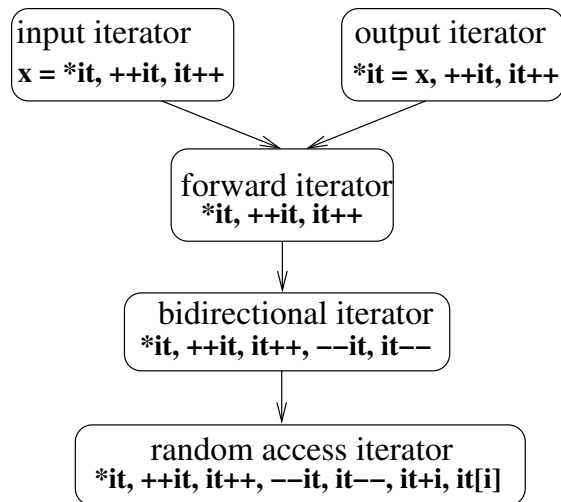 input iterator
x = *it, ++it, it++
output iterator
*it = x, ++it, it++
forward iterator
*it, ++it, it++
bidirectional iterator
*it, ++it, it++, −−it, it−−
random access iterator
*it, ++it, it++, −−it, it−−, it+i, it[i]